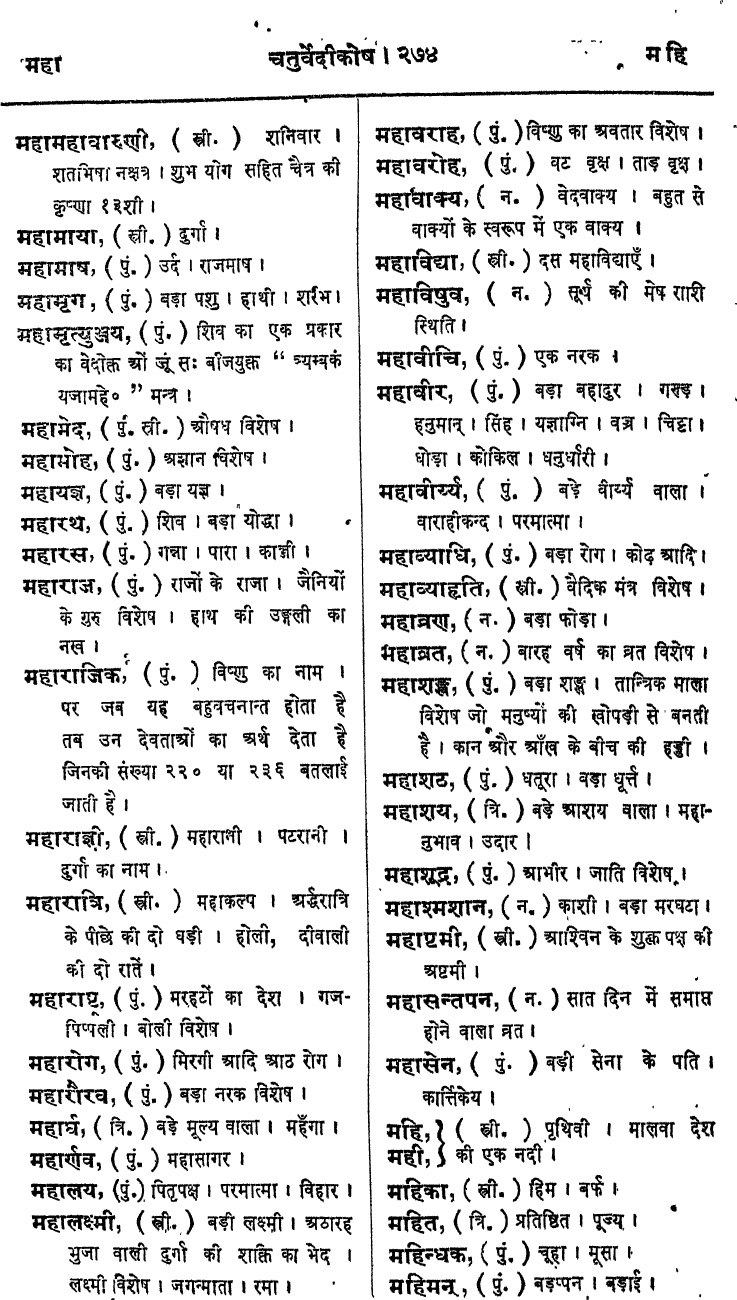 महा
चतुर्वेदीकोष । २७४
महि
महामहावारुणी, ( स्त्री. ) शनिवार ।
शतभिषा नक्षत्र । शुभ योग सहित चैत्र की
कृष्णा १३शी ।
महामाया, ( स्त्री. ) दुर्गा ।
महामाष, ( पुं. ) उर्द । राजमाष ।
महामृग, ( पुं. ) बड़ा पशु । हाथी । शरभ।
महामृत्युञ्जय, ( पुं. ) शिव का एक प्रकार
का वेदोक्त ओं जूं सः बीजयुक्त “ त्र्यम्बकं
यजामहे० ” मन्त्र ।
महामेद, ( पुं. स्त्री. ) औषध विशेष ।
महामोह, ( पुं. ) अज्ञान विशेष ।
महायज्ञ, ( पुं. ) बड़ा यज्ञ ।
महारथ, ( पुं. ) शिव । बड़ा योद्धा ।
महारस, ( पुं. ) गन्ना । पारा । काञ्जी ।
महाराज, ( पुं. ) राजों के राजा । जैनियों
के गुरु विशेष । हाथ की उङ्गली का
नख ।
महाराजिक, ( पुं. ) विष्णु का नाम ।
पर जब यह बहुवचनान्त होता है
तब उन देवताओं का अर्थ देता है
जिनकी संख्या २२० या २३६ बतलाई
जाती है ।
महाराज्ञी, ( स्त्री. ) महारानी । पटरानी ।
दुर्गा का नाम ।
महारात्रि, ( स्त्री. ) महाकल्प । अर्द्धरात्रि
के पीछे की दो घड़ी । होली, दीवाली
की दो रातें ।
महाराष्ट्र, ( पुं. ) मरहटों का देश । गज-
पिप्पली । बोली विशेष ।
महारोग, ( पुं. ) मिरगी आदि आठ रोग ।
महारौरव, ( पुं. ) बड़ा नरक विशेष ।
महार्घ, ( त्रि. ) बड़े मूल्य वाला । महँगा ।
महार्णव, ( पुं. ) महासागर ।
महालय, (पुं.) पितृपक्ष । परमात्मा । विहार ।
महालक्ष्मी, ( स्त्री. ) बड़ी लक्ष्मी । अठारह
भुजा वाली दुर्गा की शक्ति का भेद ।
लक्ष्मी विशेष । जगन्माता । रमा ।
महावराह, ( पुं. ) विष्णु का अवतार विशेष ।
महावरोह, ( पुं. ) वट वृक्ष । ताड़ वृक्ष ।
महावाक्य, ( न. ) वेदवाक्य । बहुत से
वाक्यों के स्वरूप में एक वाक्य ।
महाविद्या, ( स्त्री. ) दस महाविद्याएँ ।
महाविषुव, ( न. ) सूर्य की मेष राशी
स्थिति ।
महावीचि, ( पुं. ) एक नरक ।
महावीर, ( पुं. ) बड़ा बहादुर । गरुड़ ।
हनुमान् । सिंह । यज्ञाग्नि । वज्र । चिट्टा ।
घोड़ा । कोकिल । धनुर्धारी ।
महावीर्य्य, ( पुं. ) बड़े वीर्य्य वाला ।
वाराहीकन्द । परमात्मा ।
महाव्याधि, ( पुं. ) बड़ा रोग । कोढ़ आदि ।
महाव्याहृति, ( स्त्री. ) वैदिक मंत्र विशेष ।
महाव्रण, ( न. ) बड़ा फोड़ा ।
महाव्रत, ( न. ) बारह वर्ष का व्रत विशेष ।
महाशङ्ख, ( पुं. ) बड़ा शङ्ख । तान्त्रिक माला
विशेष जो मनुष्यों की खोपड़ी से बनती
है । कान और आँख के बीच की हड्डी ।
महाशठ, ( पुं. ) धतूरा । बड़ा धूर्त्त ।
महाशय, ( त्रि. ) बड़े आशय वाला । महा-
नुभाव । उदार ।
महाशूद्र, ( पुं. ) आभीर । जाति विशेष ।
महाश्मशान, ( न. ) काशी । बड़ा मरघटा ।
महाष्टमी, ( स्त्री. ) आश्विन के शुक्ल पक्ष की
अष्टमी ।
महासन्तपन, ( न. ) सात दिन में समाप्त
होने वाला व्रत ।
महासेन, ( पुं. ) बड़ी सेना के पति ।
कार्त्तिकेय ।
महि, } ( स्त्री. ) पृथिवी । मालवा देश
मही, } की एक नदी ।
महिका, ( स्त्री. ) हिम । बर्फ ।
महित, ( त्रि. ) प्रतिष्ठित । पूज्य ।
महिन्धक, ( पुं. ) चूहा । मूसा ।
महिमन्, ( पुं. ) बड़प्पन । बड़ाई ।